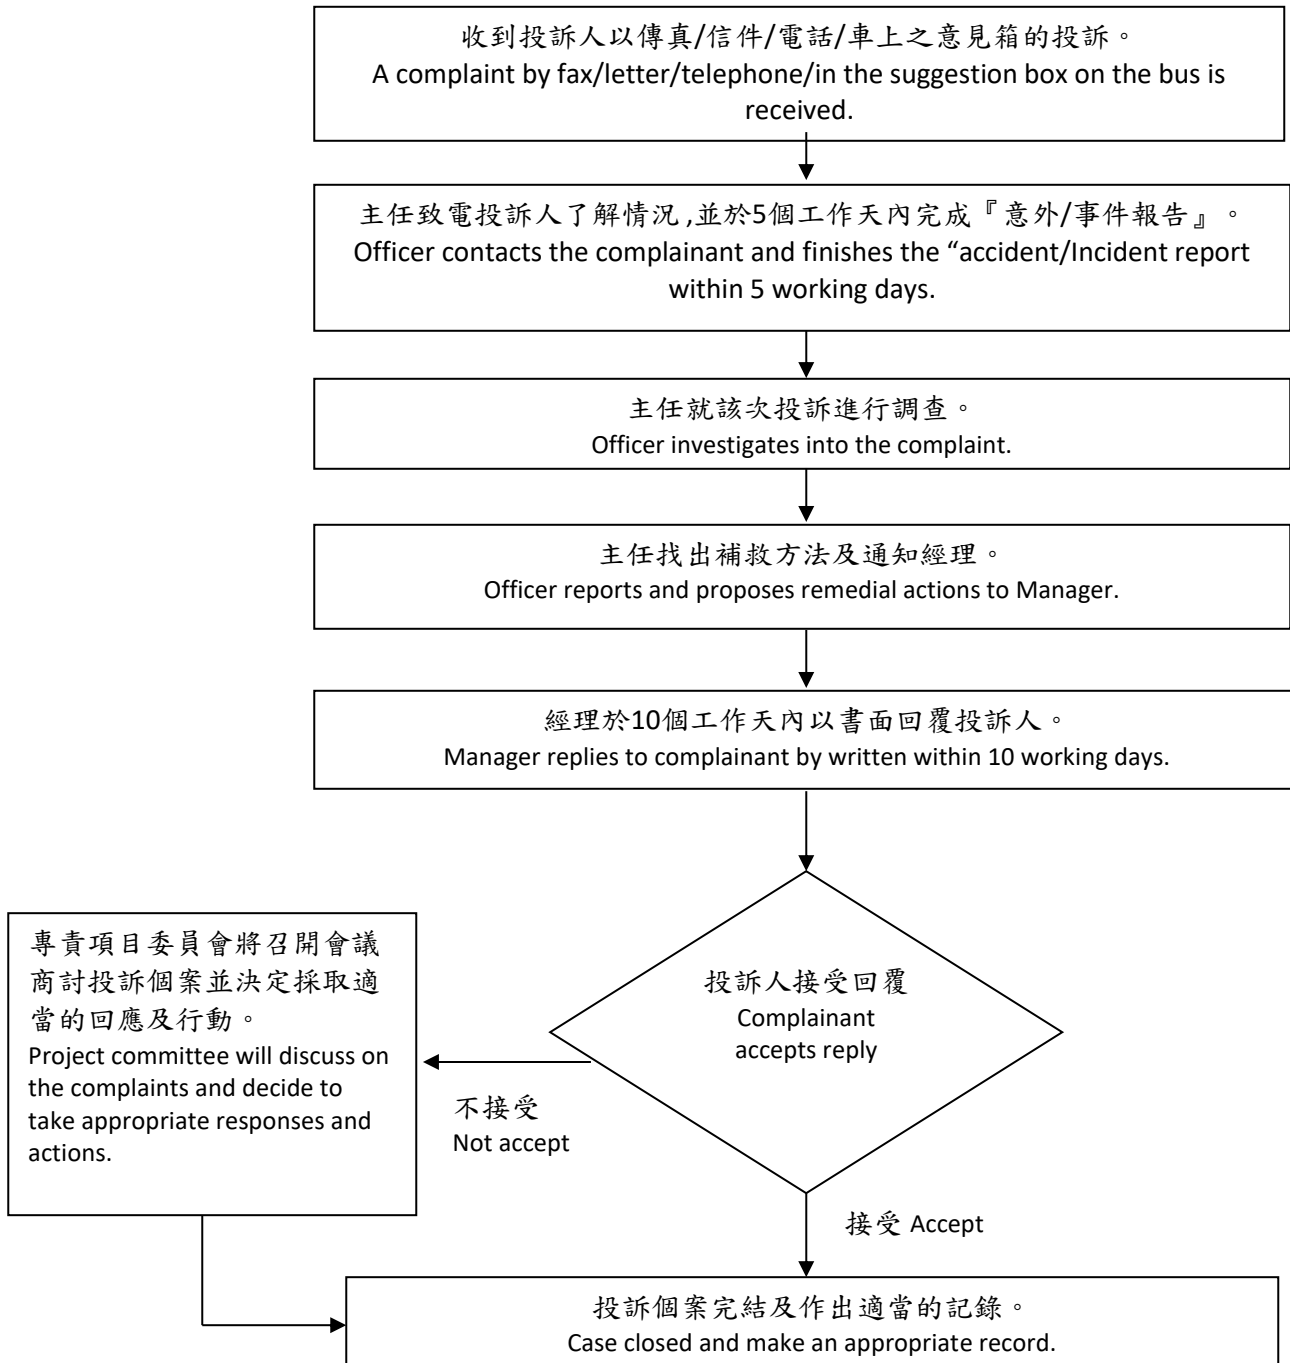 收到投訴人以傳真/信件/電話/車上之意見箱的投訴。
A complaint by fax/letter/telephone/in the suggestion box on the bus is
received.
主任致電投訴人了解情況,並於5個工作天內完成『意外/事件報告』。
Officer contacts the complainant and finishes the “accident/Incident report
within 5 working days.
主任就該次投訴進行調查。
Officer investigates into the complaint.
主任找出補救方法及通知經理。
Officer reports and proposes remedial actions to Manager.
經理於10個工作天內以書面回覆投訴人。
Manager replies to complainant by written within 10 working days.
投訴人接受回覆
Complainant
accepts reply
專責項目委員會將召開會議
商討投訴個案並決定採取適
當的回應及行動。
Project committee will discuss on
the complaints and decide to
take appropriate responses and
actions.
不接受
Not accept
接受 Accept
投訴個案完結及作出適當的記錄。
Case closed and make an appropriate record.